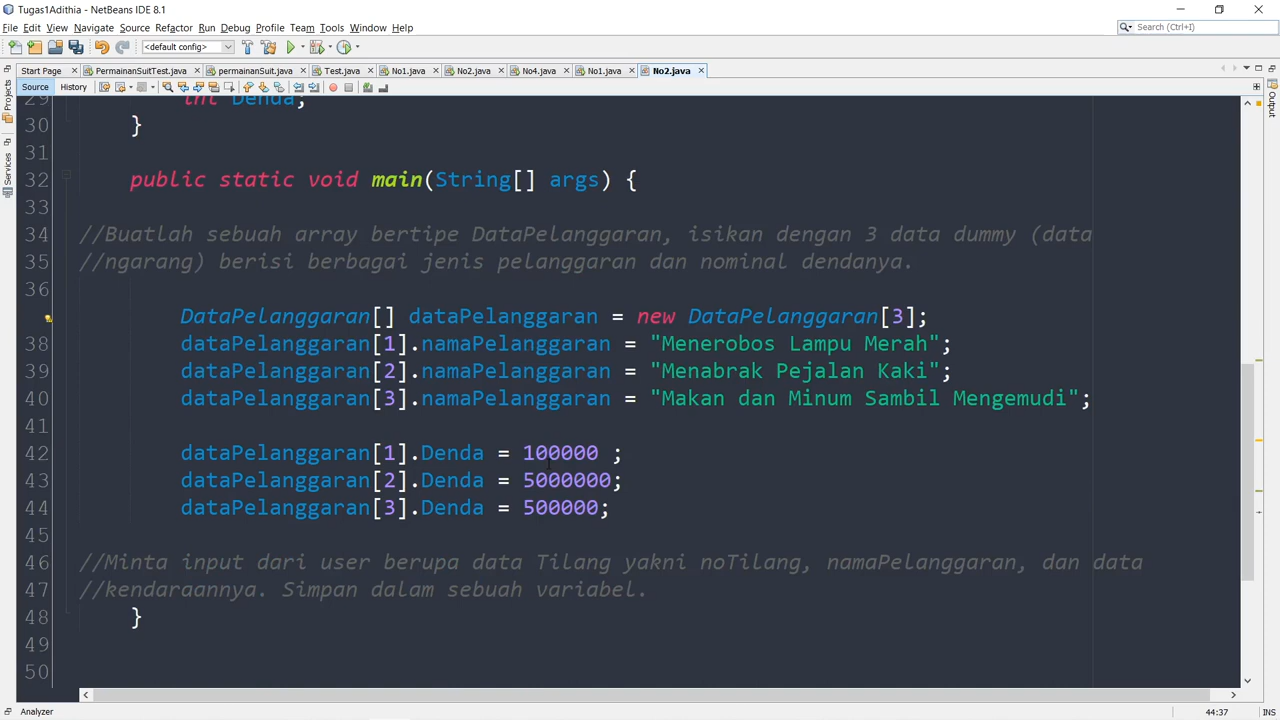 Tugas1Adithia - NetBeans IDE 8.1
File Edit View Navigate Source Refactor Run Debug Profile Team Tools Window Help
Search (Ctrl+I)
<default config>
Start Page PermainanSuitTest.java permainanSuit.java Test.java No1.java No2.java No4.java No1.java No2.java
Source History
Projects
Services
Output
29 int Denda;
30 }
31
32 public static void main(String[] args) {
33
34 //Buatlah sebuah array bertipe DataPelanggaran, isikan dengan 3 data dummy (data
35 //ngarang) berisi berbagai jenis pelanggaran dan nominal dendanya.
36
DataPelanggaran[] dataPelanggaran = new DataPelanggaran[3];
38 dataPelanggaran[1].namaPelanggaran = "Menerobos Lampu Merah";
39 dataPelanggaran[2].namaPelanggaran = "Menabrak Pejalan Kaki";
40 dataPelanggaran[3].namaPelanggaran = "Makan dan Minum Sambil Mengemudi";
41
42 dataPelanggaran[1].Denda = 100000 ;
43 dataPelanggaran[2].Denda = 5000000;
44 dataPelanggaran[3].Denda = 500000;
45
46 //Minta input dari user berupa data Tilang yakni noTilang, namaPelanggaran, dan data
47 //kendaraannya. Simpan dalam sebuah variabel.
48 }
49
50
Analyzer
44:37 INS